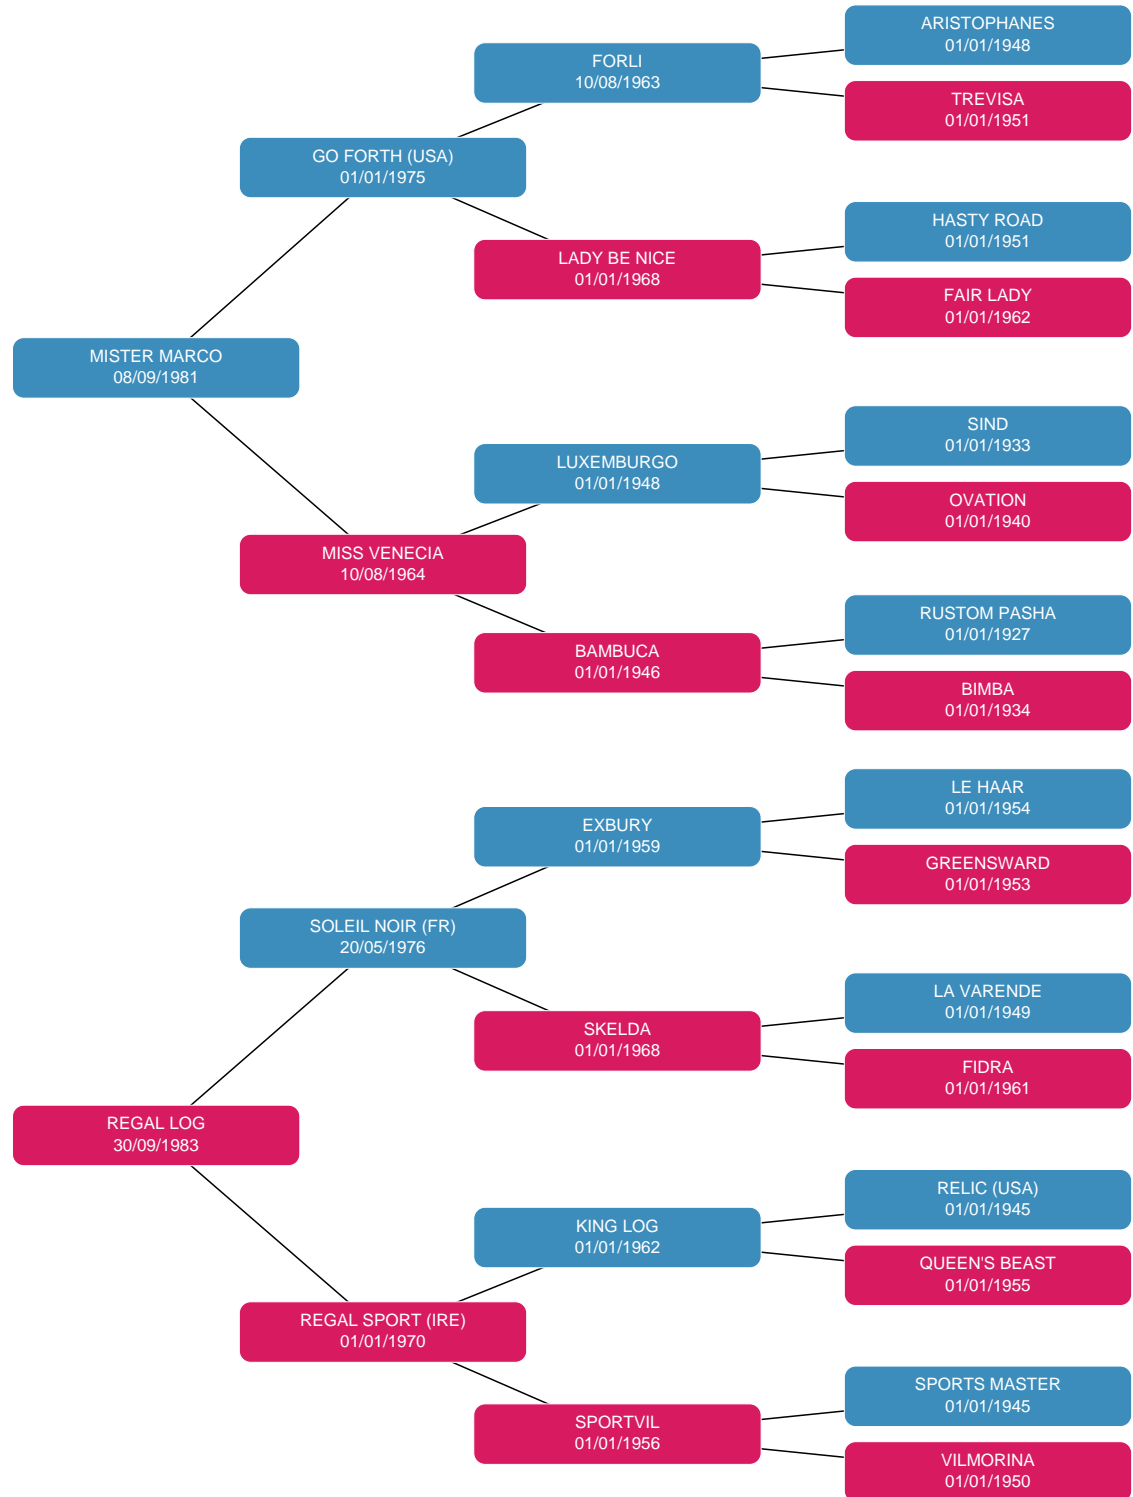 ARISTOPHANES
01/01/1948
FORLI
10/08/1963
TREVISA
01/01/1951
GO FORTH (USA)
01/01/1975
HASTY ROAD
01/01/1951
LADY BE NICE
01/01/1968
FAIR LADY
01/01/1962
MISTER MARCO
08/09/1981
SIND
01/01/1933
LUXEMBURGO
01/01/1948
OVATION
01/01/1940
MISS VENECIA
10/08/1964
RUSTOM PASHA
01/01/1927
BAMBUCA
01/01/1946
BIMBA
01/01/1934
LE HAAR
01/01/1954
EXBURY
01/01/1959
GREENSWARD
01/01/1953
SOLEIL NOIR (FR)
20/05/1976
LA VARENDE
01/01/1949
SKELDA
01/01/1968
FIDRA
01/01/1961
REGAL LOG
30/09/1983
RELIC (USA)
01/01/1945
KING LOG
01/01/1962
QUEEN'S BEAST
01/01/1955
REGAL SPORT (IRE)
01/01/1970
SPORTS MASTER
01/01/1945
SPORTVIL
01/01/1956
VILMORINA
01/01/1950